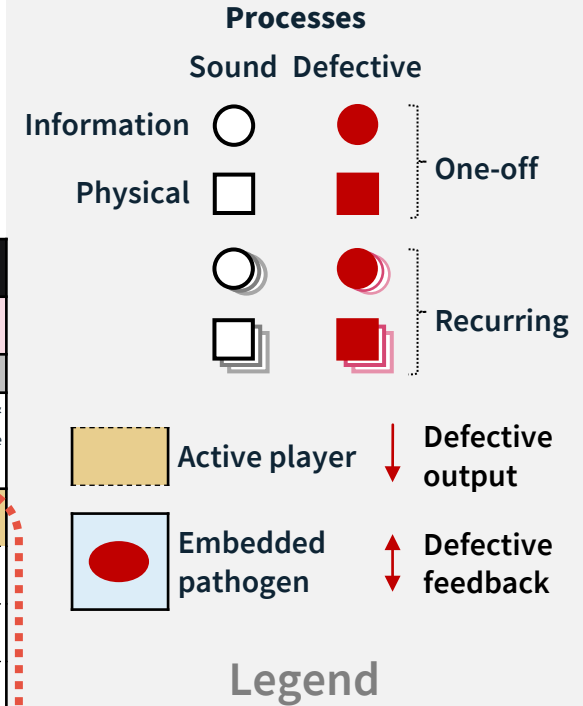 Processes
Sound Defective
Information
Physical
One-off
Recurring
Active player
Defective
output
Embedded
pathogen
Defective
feedback
Legend